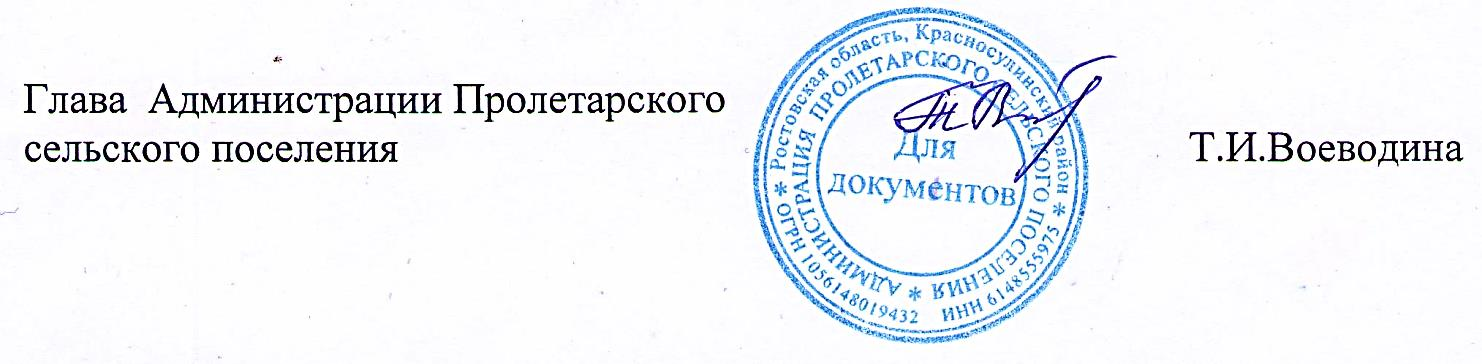 Глава  Администрации Пролетарского
сельского поселения
Т.И.Воеводина
Ростовская область, Красносулинский район *
ОГРН 1056148019432 ИНН 6148555975 *
АДМИНИСТРАЦИЯ ПРОЛЕТАРСКОГО СЕЛЬСКОГО ПОСЕЛЕНИЯ *
Для
документов